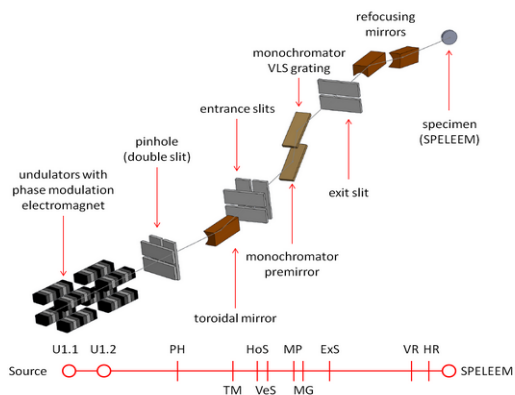 refocusing
mirrors
monochromator
VLS grating
entrance slits
pinhole
(double slit)
undulators with
phase modulation
electromagnet
specimen
(SPELEEM)
exit slit
monochromator
premirror
toroidal mirror
U1.1 U1.2 PH HoS MP ExS VR HR
Source SPELEEM
TM VeS MG